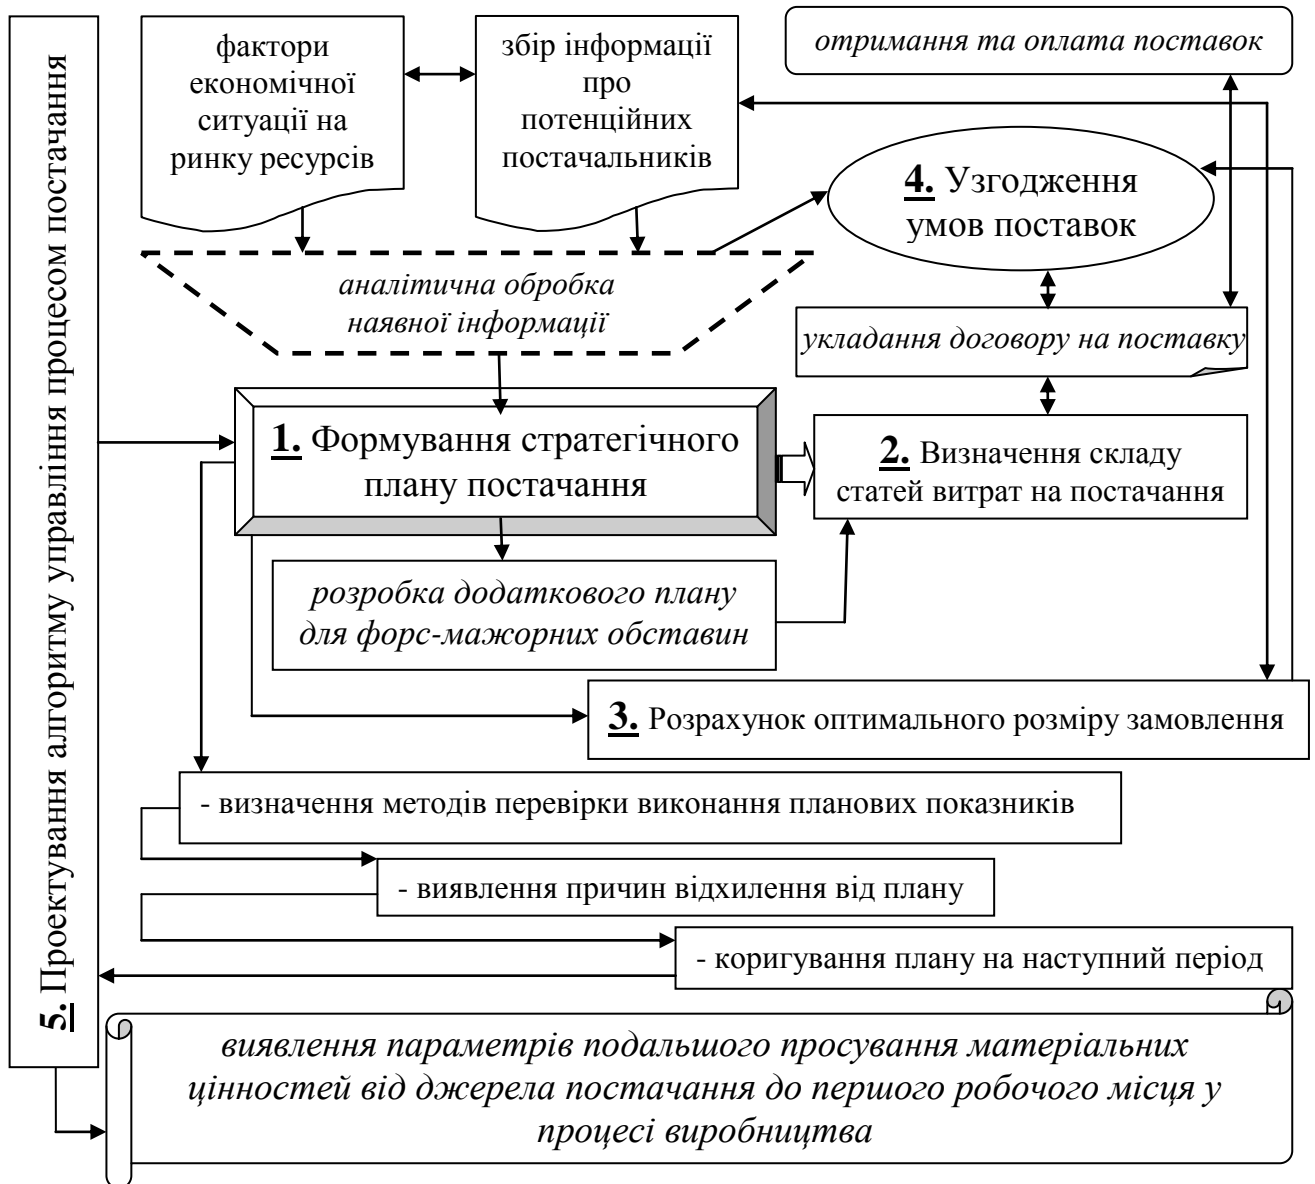 5. Проектування алгоритму управління процесом постачання
фактори
економічної
ситуації на
ринку ресурсів
збір інформації
про
потенційних
постачальників
отримання та оплата поставок
4. Узгодження
умов поставок
аналітична обробка
наявної інформації
укладання договору на поставку
1. Формування стратегічного
плану постачання
2. Визначення складу
статей витрат на постачання
розробка додаткового плану
для форс-мажорних обставин
3. Розрахунок оптимального розміру замовлення
- визначення методів перевірки виконання планових показників
- виявлення причин відхилення від плану
- коригування плану на наступний період
виявлення параметрів подальшого просування матеріальних
цінностей від джерела постачання до першого робочого місця у
процесі виробництва